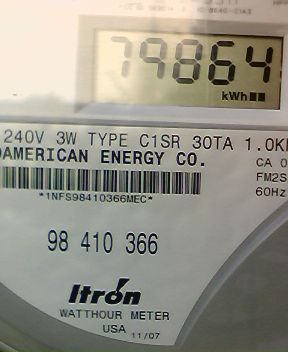 79864
kWh
240V 3W TYPE C1SR 30TA 1.0K
OAMERICAN ENERGY CO.
CA 0
*1NFS98410366MEC*
FM2S
60Hz
98 410 366
Itron
WATTHOUR METER
USA 11/07